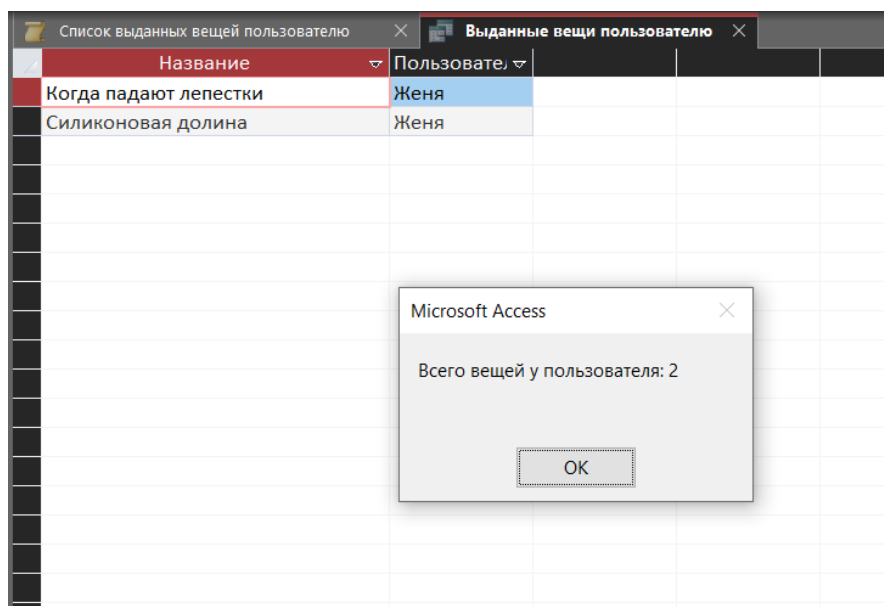 Список выданных вещей пользователю
Выданные вещи пользователю
Название
Пользовател
Когда падают лепестки
Женя
Силиконовая долина
Женя
Microsoft Access
Всего вещей у пользователя: 2
OK